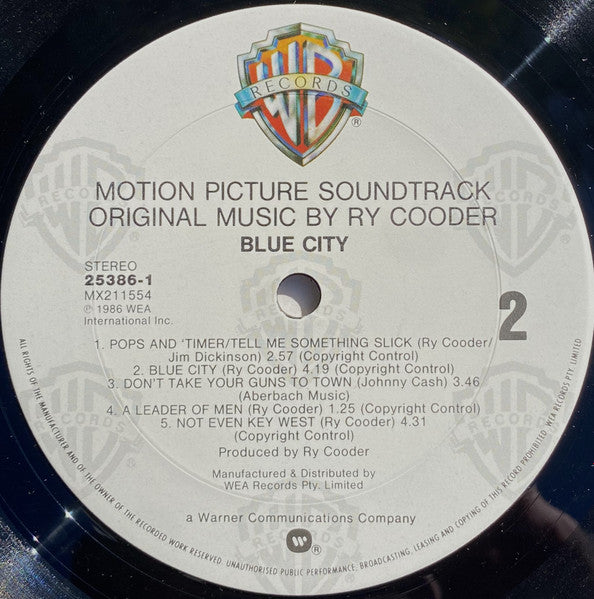 WB
RECORDS
®
MOTION PICTURE SOUNDTRACK
ORIGINAL MUSIC BY RY COODER
BLUE CITY
STEREO
25386-1
MX211554
℗ 1986 WEA
International Inc.
2
1. POPS AND 'TIMER/TELL ME SOMETHING SLICK (Ry Cooder/
Jim Dickinson) 2.57 (Copyright Control)
2. BLUE CITY (Ry Cooder) 4.19 (Copyright Control)
3. DON'T TAKE YOUR GUNS TO TOWN (Johnny Cash) 3.46
(Aberbach Music)
4. A LEADER OF MEN (Ry Cooder) 1.25 (Copyright Control)
5. NOT EVEN KEY WEST (Ry Cooder) 4.31
(Copyright Control)
Produced by Ry Cooder
Manufactured & Distributed by
WEA Records Pty. Limited
a Warner Communications Company
®
ALL RIGHTS OF THE MANUFACTURER AND OF THE OWNER OF THE RECORDED WORK RESERVED. UNAUTHORISED PUBLIC PERFORMANCE, BROADCASTING, LEASING AND COPYING OF THIS RECORD PROHIBITED. WEA RECORDS PTY. LIMITED